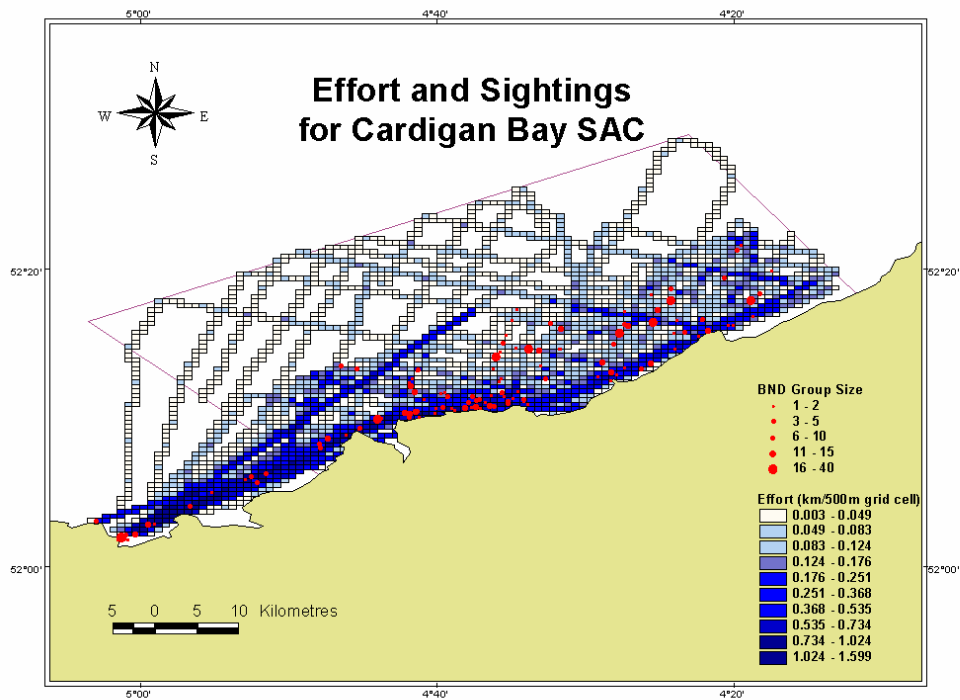 5°00' 4°40' 4°20'
N
W E
S
Effort and Sightings
for Cardigan Bay SAC
52°20' 52°20'
BND Group Size
1 - 2
3 - 5
6 - 10
11 - 15
16 - 40
Effort (km/500m grid cell)
0.003 - 0.049
0.049 - 0.083
0.083 - 0.124
0.124 - 0.176
0.176 - 0.251
0.251 - 0.368
0.368 - 0.535
0.535 - 0.734
0.734 - 1.024
1.024 - 1.599
52°00' 52°00'
5 0 5 10 Kilometres
5°00' 4°40' 4°20'